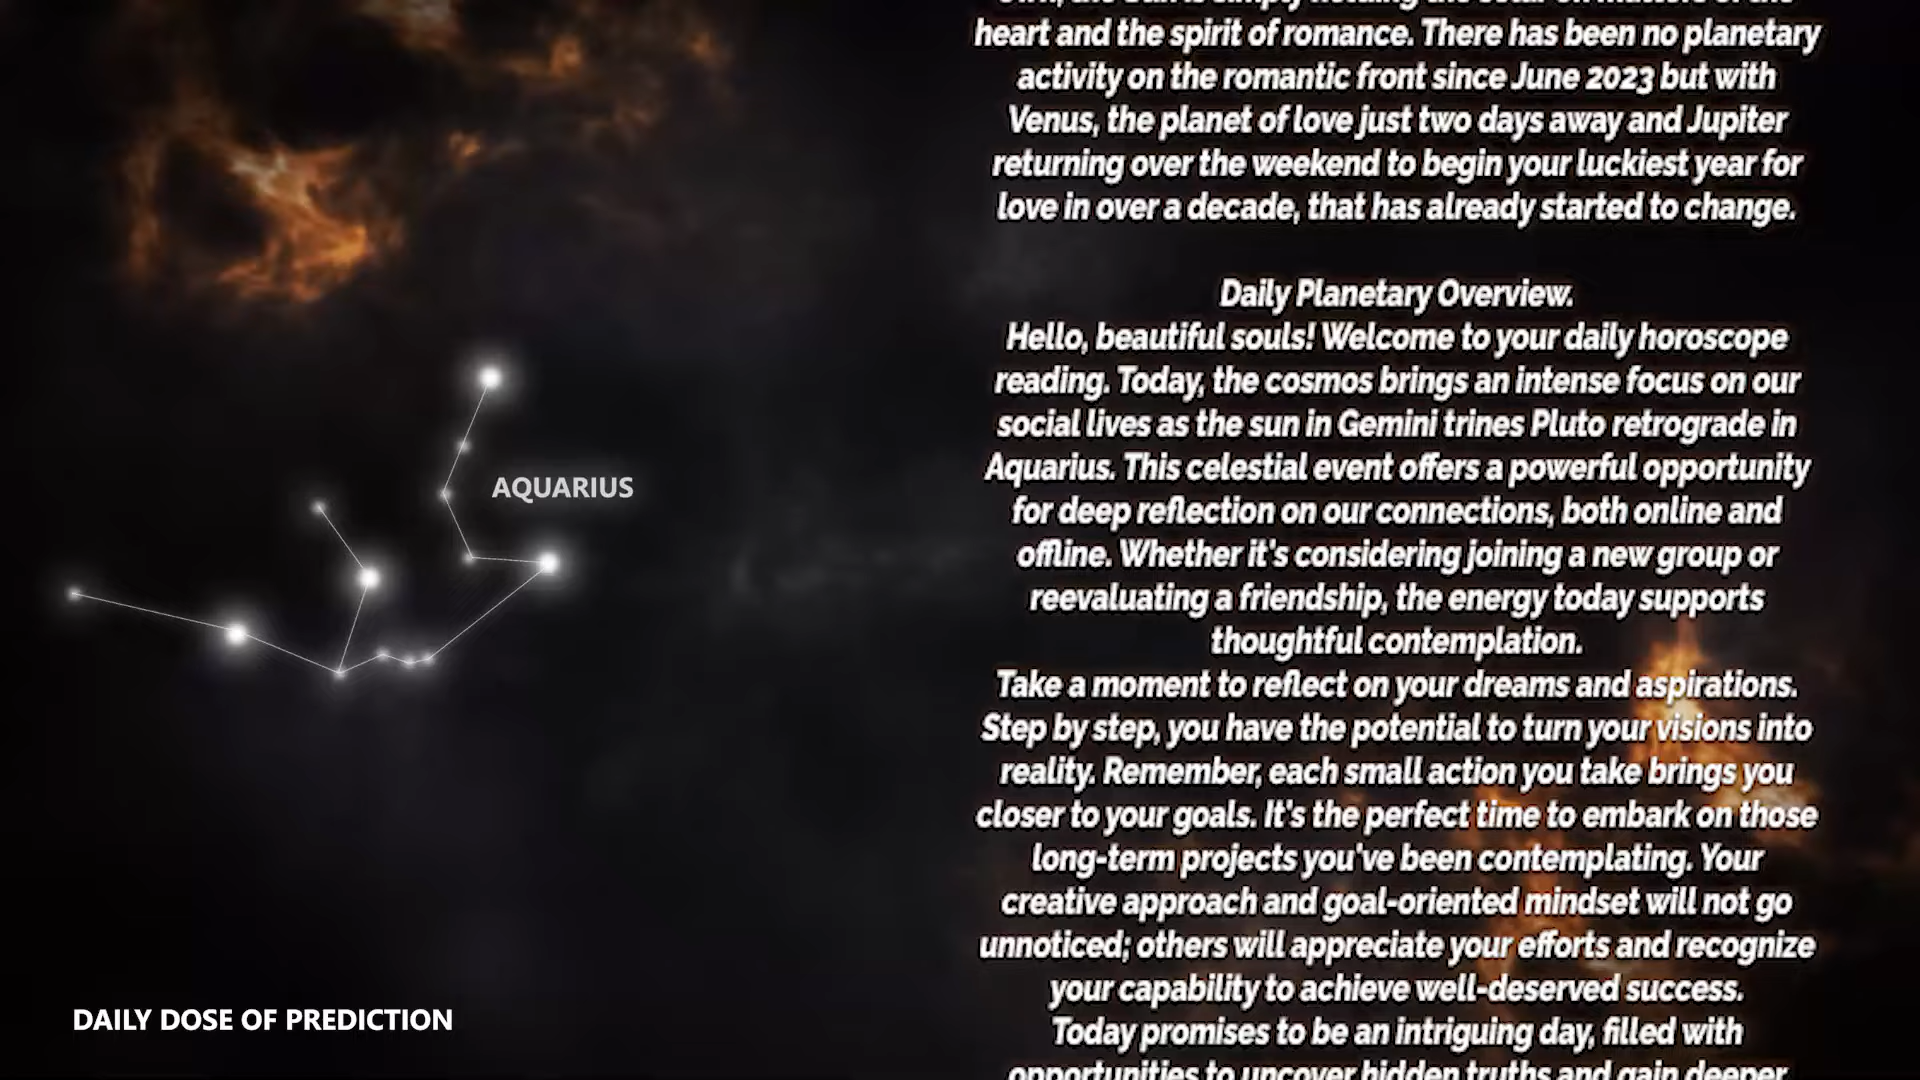 heart and the spirit of romance. There has been no planetary
activity on the romantic front since June 2023 but with
Venus, the planet of love just two days away and Jupiter
returning over the weekend to begin your luckiest year for
love in over a decade, that has already started to change.
Daily Planetary Overview.
Hello, beautiful souls! Welcome to your daily horoscope
reading. Today, the cosmos brings an intense focus on our
social lives as the sun in Gemini trines Pluto retrograde in
Aquarius. This celestial event offers a powerful opportunity
for deep reflection on our connections, both online and
offline. Whether it's considering joining a new group or
reevaluating a friendship, the energy today supports
thoughtful contemplation.
Take a moment to reflect on your dreams and aspirations.
Step by step, you have the potential to turn your visions into
reality. Remember, each small action you take brings you
closer to your goals. It's the perfect time to embark on those
long-term projects you've been contemplating. Your
creative approach and goal-oriented mindset will not go
unnoticed; others will appreciate your efforts and recognize
your capability to achieve well-deserved success.
Today promises to be an intriguing day, filled with
opportunities to uncover hidden truths and gain deeper
AQUARIUS
DAILY DOSE OF PREDICTION